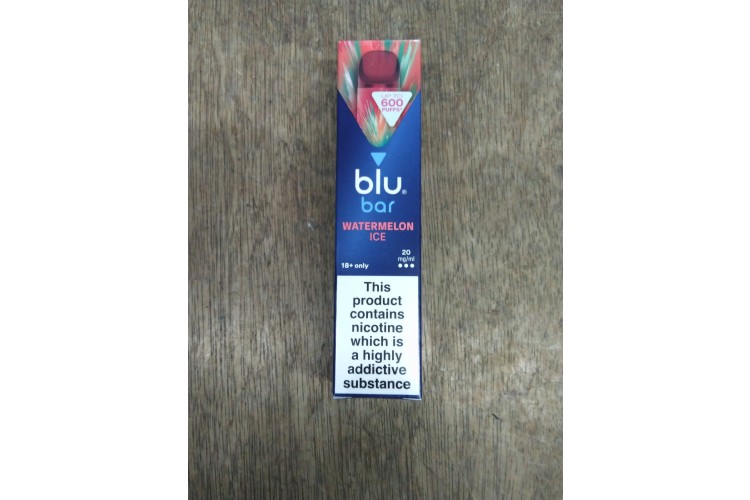 UP TO
600
PUFFS*
blu®
bar
WATERMELON
ICE
20
mg/ml
18+ only
This
product
contains
nicotine
which is
a highly
addictive
substance